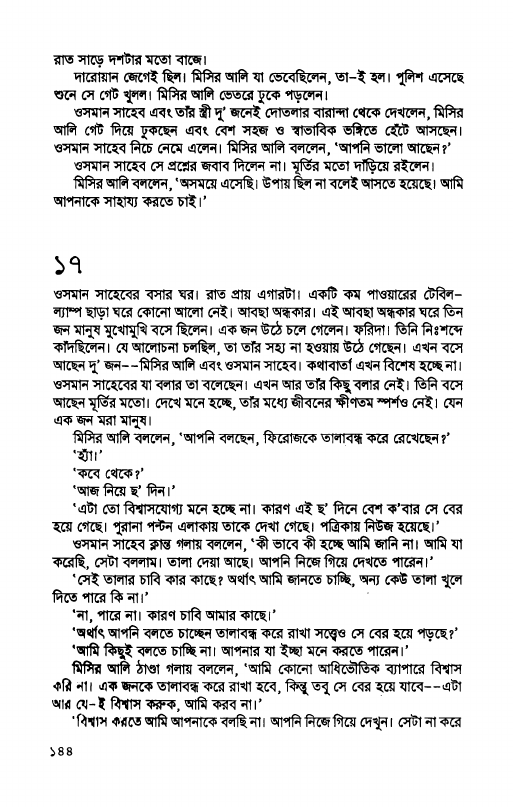 রাত সাড়ে দশটার মতো বাজে।
দারোয়ান জেগেই ছিল। মিসির আলি যা ভেবেছিলেন, তা-ই হল। পুলিশ এসেছে
শুনে সে গেট খুলল। মিসির আলি ভেতরে ঢুকে পড়লেন।
ওসমান সাহেব এবং তাঁর স্ত্রী দু' জনেই দোতলার বারান্দা থেকে দেখলেন, মিসির
আলি গেট দিয়ে ঢুকছেন এবং বেশ সহজ ও স্বাভাবিক ভঙ্গিতে হেঁটে আসছেন।
ওসমান সাহেব নিচে নেমে এলেন। মিসির আলি বললেন, 'আপনি ভালো আছেন?'
ওসমান সাহেব সে প্রশ্নের জবাব দিলেন না। মূর্তির মতো দাঁড়িয়ে রইলেন।
মিসির আলি বললেন, 'অসময়ে এসেছি। উপায় ছিল না বলেই আসতে হয়েছে। আমি
আপনাকে সাহায্য করতে চাই।'
১৭
ওসমান সাহেবের বসার ঘর। রাত প্রায় এগারটা। একটি কম পাওয়ারের টেবিল-
ল্যাম্প ছাড়া ঘরে কোনো আলো নেই। আবছা অন্ধকার। এই আবছা অন্ধকার ঘরে তিন
জন মানুষ মুখোমুখি বসে ছিলেন। এক জন উঠে চলে গেলেন। ফরিদা। তিনি নিঃশব্দে
কাঁদছিলেন। যে আলোচনা চলছিল, তা তাঁর সহ্য না হওয়ায় উঠে গেছেন। এখন বসে
আছেন দু' জন--মিসির আলি এবং ওসমান সাহেব। কথাবার্তা এখন বিশেষ হচ্ছে না।
ওসমান সাহেবের যা বলার তা বলেছেন। এখন আর তাঁর কিছু বলার নেই। তিনি বসে
আছেন মূর্তির মতো। দেখে মনে হচ্ছে, তাঁর মধ্যে জীবনের ক্ষীণতম স্পর্শও নেই। যেন
এক জন মরা মানুষ।
মিসির আলি বললেন, 'আপনি বলছেন, ফিরোজকে তালাবন্ধ করে রেখেছেন?'
'হ্যাঁ।'
'কবে থেকে?'
'আজ নিয়ে ছ' দিন।'
'এটা তো বিশ্বাসযোগ্য মনে হচ্ছে না। কারণ এই ছ' দিনে বেশ ক'বার সে বের
হয়ে গেছে। পুরানা পল্টন এলাকায় তাকে দেখা গেছে। পত্রিকায় নিউজ হয়েছে।'
ওসমান সাহেব ক্লান্ত গলায় বললেন, 'কী ভাবে কী হচ্ছে আমি জানি না। আমি যা
করেছি, সেটা বললাম। তালা দেয়া আছে। আপনি নিজে গিয়ে দেখতে পারেন।'
'সেই তালার চাবি কার কাছে? অর্থাৎ আমি জানতে চাচ্ছি, অন্য কেউ তালা খুলে
দিতে পারে কি না।'
'না, পারে না। কারণ চাবি আমার কাছে।'
'অর্থাৎ আপনি বলতে চাচ্ছেন তালাবন্ধ করে রাখা সত্ত্বেও সে বের হয়ে পড়ছে?'
'আমি কিছুই বলতে চাচ্ছি না। আপনার যা ইচ্ছা মনে করতে পারেন।'
মিসির আলি ঠাণ্ডা গলায় বললেন, 'আমি কোনো আধিভৌতিক ব্যাপারে বিশ্বাস
করি না। এক জনকে তালাবন্ধ করে রাখা হবে, কিন্তু তবু সে বের হয়ে যাবে--এটা
আর যে-ই বিশ্বাস করুক, আমি করব না।'
'বিশ্বাস করতে আমি আপনাকে বলছি না। আপনি নিজে গিয়ে দেখুন। সেটা না করে
১৪৪